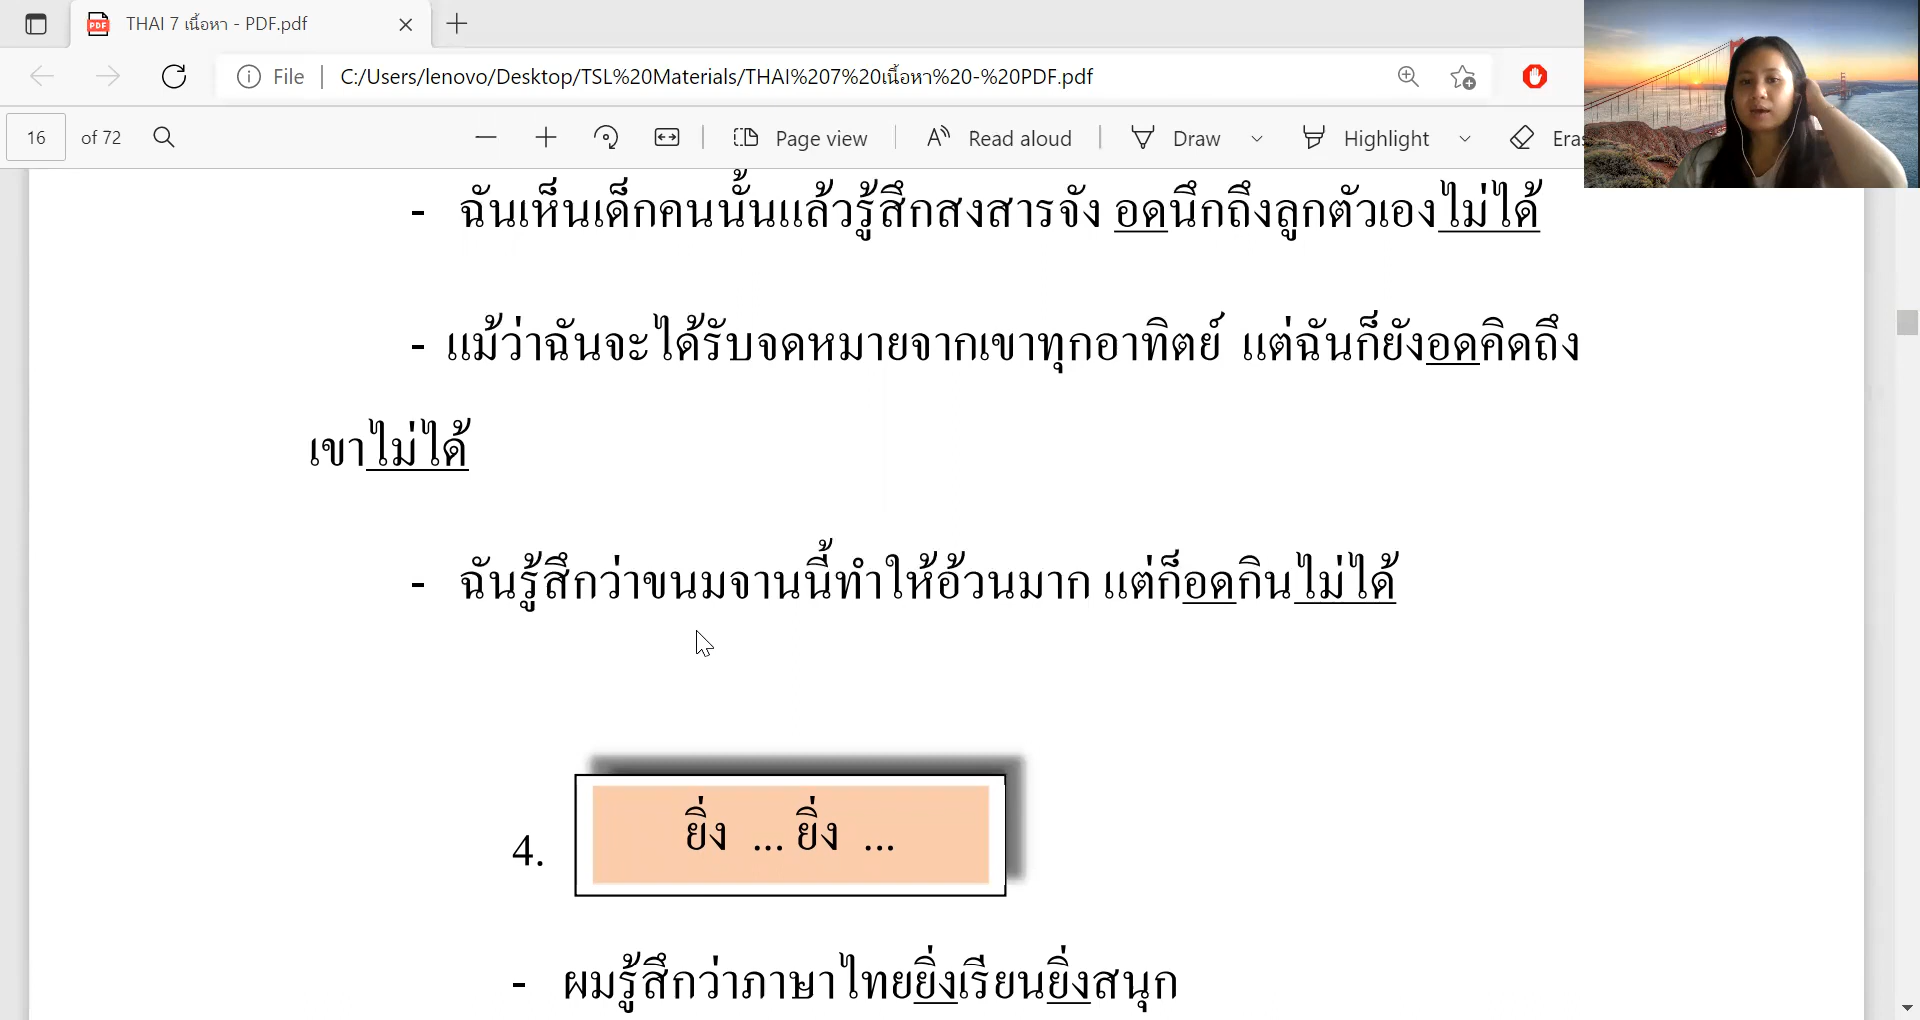 THAI 7 เนื้อหา - PDF.pdf
File C:/Users/lenovo/Desktop/TSL%20Materials/THAI%207%20เนื้อหา%20-%20PDF.pdf
16 of 72 Page view Read aloud Draw Highlight Eras
- ฉันเห็นเด็กคนนั้นแล้วรู้สึกสงสารจัง อดนึกถึงลูกตัวเองไม่ได้
- แม้ว่าฉันจะได้รับจดหมายจากเขาทุกอาทิตย์ แต่ฉันก็ยังอดคิดถึง
เขาไม่ได้
- ฉันรู้สึกว่าขนมจานนี้ทำให้อ้วนมาก แต่ก็อดกินไม่ได้
4. ยิ่ง ... ยิ่ง ...
- ผมรู้สึกว่าภาษาไทยยิ่งเรียนยิ่งสนุก